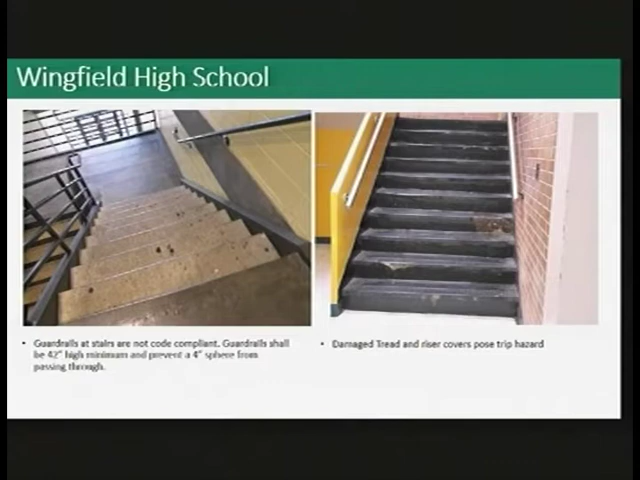 Wingfield High School
• Guardrails at stairs are not code compliant. Guardrails shall
be 42" high minimum and prevent a 4" sphere from
passing through.
• Damaged Tread and riser covers pose trip hazard